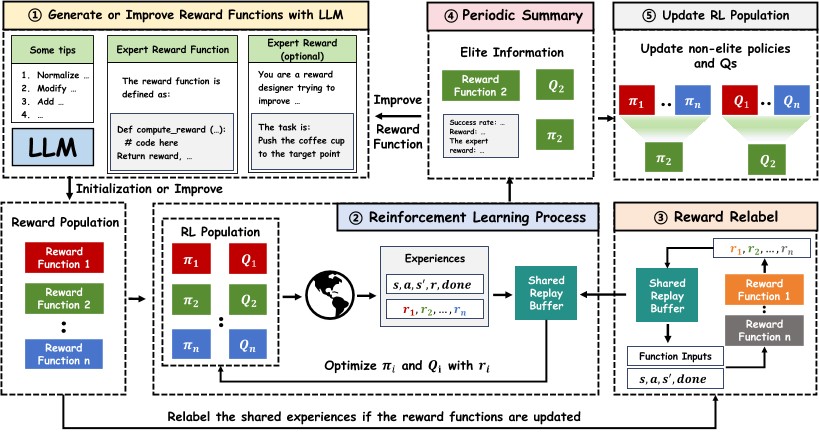 ① Generate or Improve Reward Functions with LLM
Some tips
1. Normalize …
2. Modify …
3. Add …
4. …
LLM
Expert Reward Function
The reward function is
defined as:
Def compute_reward (…):
# code here
Return reward, …
Expert Reward
(optional)
You are a reward
designer trying to
improve …
The task is:
Push the coffee cup
to the target point
Improve
Reward
Function
④ Periodic Summary
Elite Information
Reward
Function 2
Q₂
Success rate: …
Reward: …
The expert
reward: …
π₂
⑤ Update RL Population
Update non-elite policies
and Qs
π₁ .. πₙ
Q₁ .. Qₙ
π₂
Q₂
Initialization or Improve
Reward Population
Reward
Function 1
Reward
Function 2
Reward
Function n
② Reinforcement Learning Process
RL Population
π₁ Q₁
π₂ Q₂
πₙ Qₙ
Experiences
s, a, s′, r, done
r₁, r₂, …, rₙ
Shared
Replay
Buffer
Optimize πᵢ and Qᵢ with rᵢ
③ Reward Relabel
r₁, r₂, …, rₙ
Shared
Replay
Buffer
Reward
Function 1
Reward
Function n
Function Inputs
s, a, s′, done
Relabel the shared experiences if the reward functions are updated